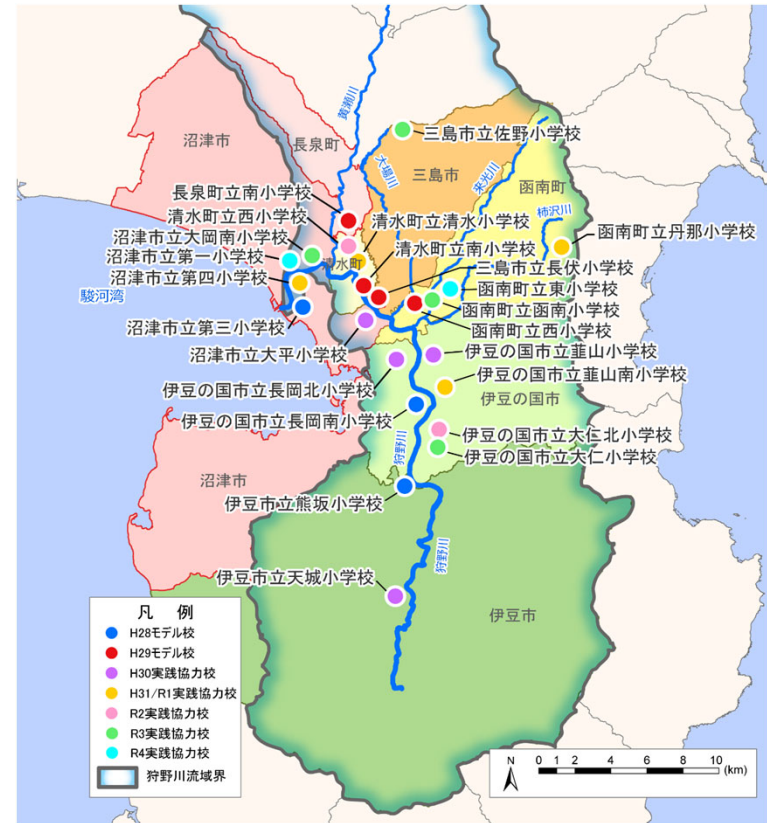 沼津市
長泉町
黄瀬川
三島市立佐野小学校
大場川
三島市
来光川
函南町
柿沢川
長泉町立南小学校
清水町立西小学校
清水町立清水小学校
函南町立丹那小学校
沼津市立大岡南小学校
清水町立南小学校
沼津市立第一小学校
清水町
三島市立長伏小学校
沼津市立第四小学校
函南町立東小学校
駿河湾
函南町立函南小学校
沼津市立第三小学校
函南町立西小学校
沼津市立大平小学校
伊豆の国市立韮山小学校
伊豆の国市立長岡北小学校
伊豆の国市立韮山南小学校
伊豆の国市
伊豆の国市立長岡南小学校
伊豆の国市立大仁北小学校
狩野川
伊豆の国市立大仁小学校
沼津市
伊豆市立熊坂小学校
狩野川
伊豆市立天城小学校
伊豆市
凡 例
H28モデル校
H29モデル校
H30実践協力校
H31/R1実践協力校
R2実践協力校
R3実践協力校
R4実践協力校
狩野川流域界
N
0 1 2 4 6 8 10
(km)